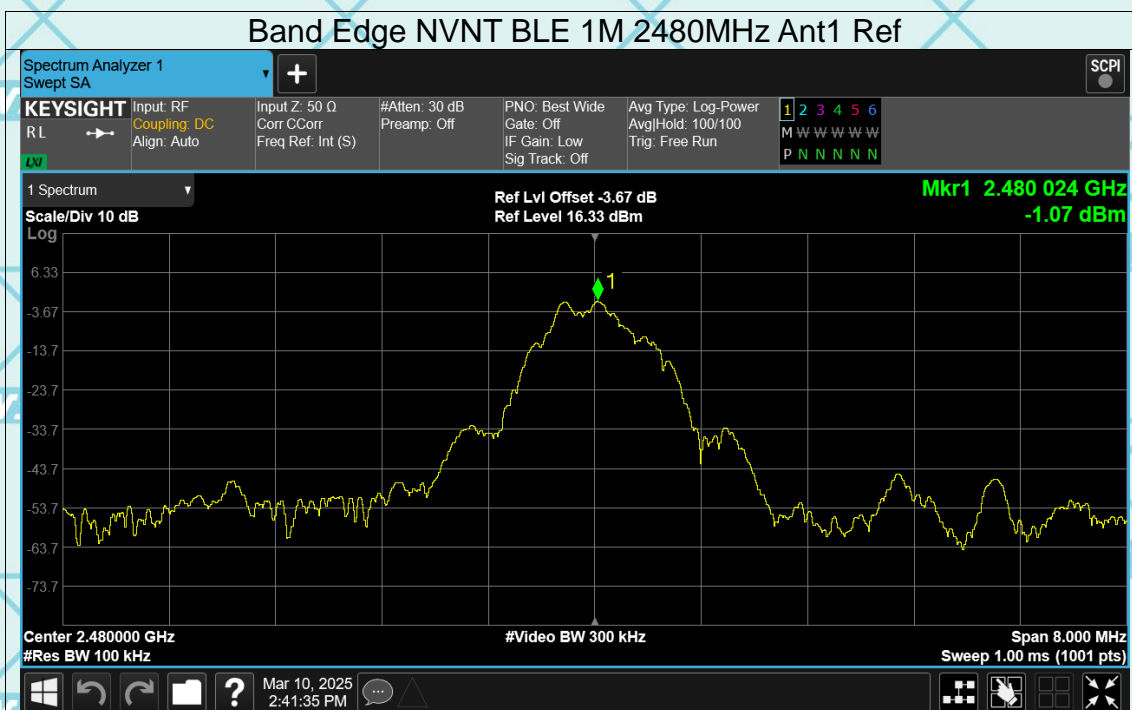 Band Edge NVNT BLE 1M 2480MHz Ant1 Ref
Spectrum Analyzer 1
Swept SA
+
SCPI
KEYSIGHT
R L
LXI
Input: RF
Coupling: DC
Align: Auto
Input Z: 50 Ω
Corr CCorr
Freq Ref: Int (S)
#Atten: 30 dB
Preamp: Off
PNO: Best Wide
Gate: Off
IF Gain: Low
Sig Track: Off
Avg Type: Log-Power
Avg|Hold: 100/100
Trig: Free Run
1 2 3 4 5 6
M W W W W W
P N N N N N
1 Spectrum
Scale/Div 10 dB
Log
Ref Lvl Offset -3.67 dB
Ref Level 16.33 dBm
Mkr1 2.480 024 GHz
-1.07 dBm
6.33
-3.67
-13.7
-23.7
-33.7
-43.7
-53.7
-63.7
-73.7
1
Center 2.480000 GHz
#Res BW 100 kHz
#Video BW 300 kHz
Span 8.000 MHz
Sweep 1.00 ms (1001 pts)
?
Mar 10, 2025
2:41:35 PM